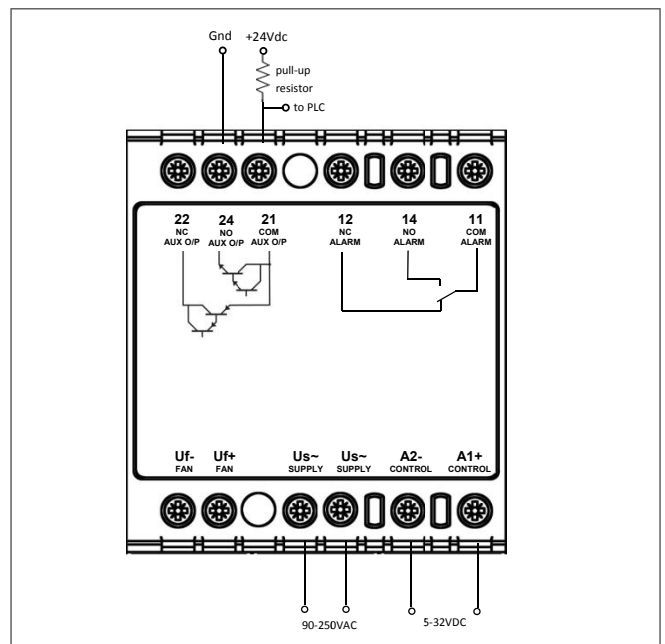 Gnd +24Vdc
pull-up
resistor
to PLC
22 24 21 12 14 11
NC NO COM NC NO COM
AUX O/P AUX O/P AUX O/P ALARM ALARM ALARM
Uf- Uf+ Us~ Us~ A2- A1+
FAN FAN SUPPLY SUPPLY CONTROL CONTROL
90-250VAC 5-32VDC